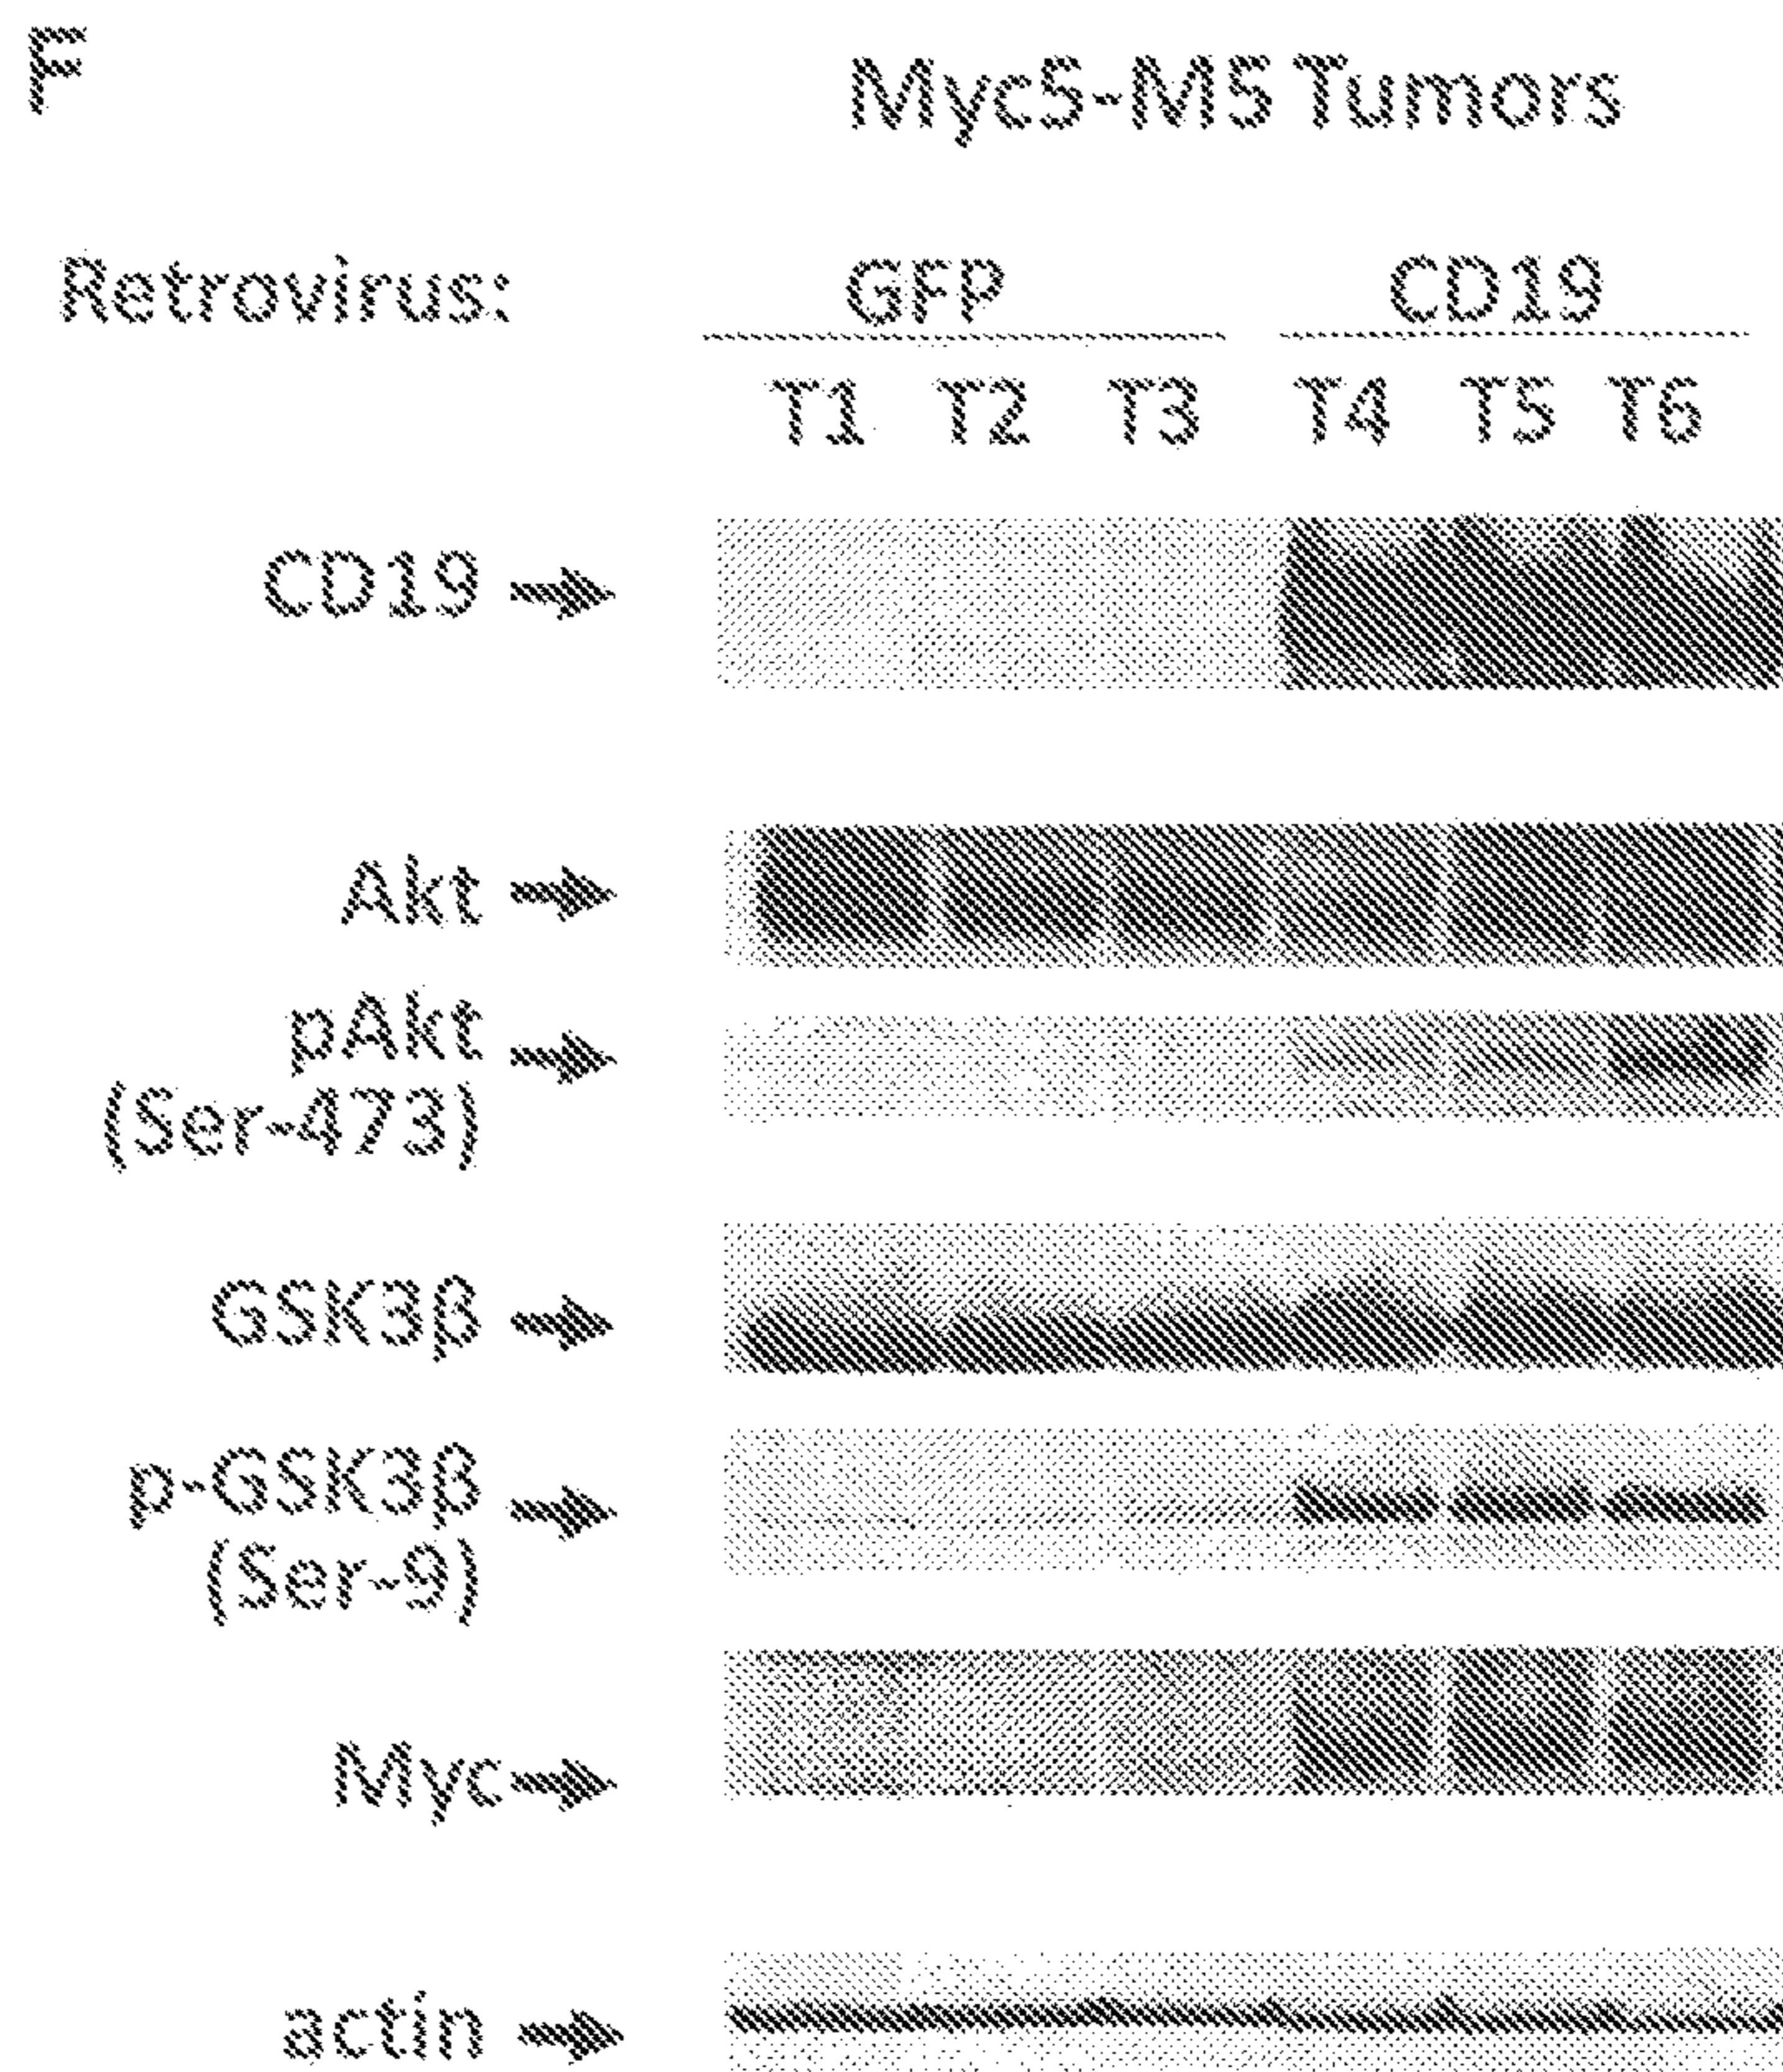 F
Myc5-M5 Tumors
Retrovirus: GFP CD19
T1 T2 T3 T4 T5 T6
CD19
Akt
pAkt
(Ser-473)
GSK3β
p-GSK3β
(Ser-9)
Myc
actin